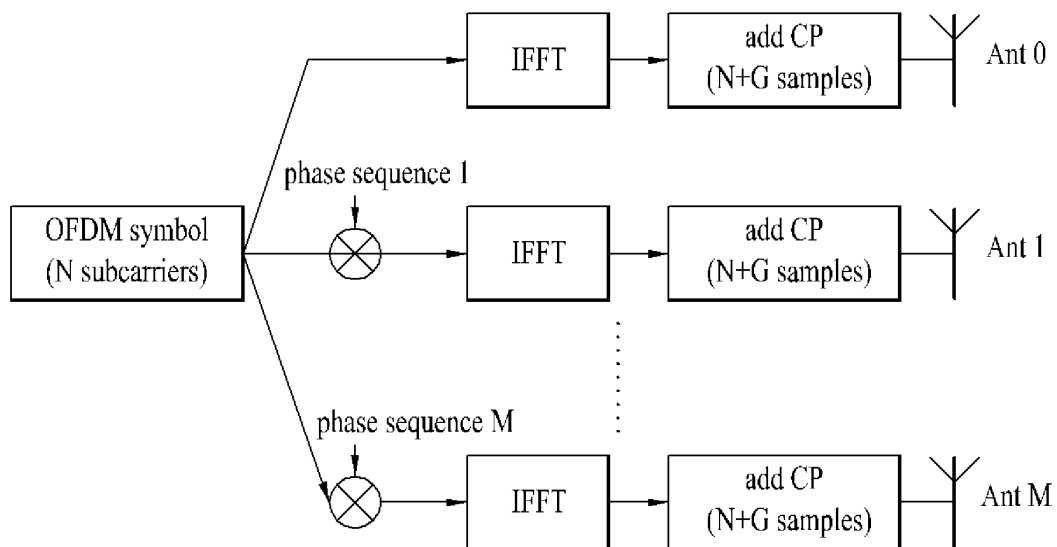 IFFT
add CP
(N+G samples)
Ant 0
phase sequence 1
OFDM symbol
(N subcarriers)
IFFT
add CP
(N+G samples)
Ant 1
phase sequence M
IFFT
add CP
(N+G samples)
Ant M